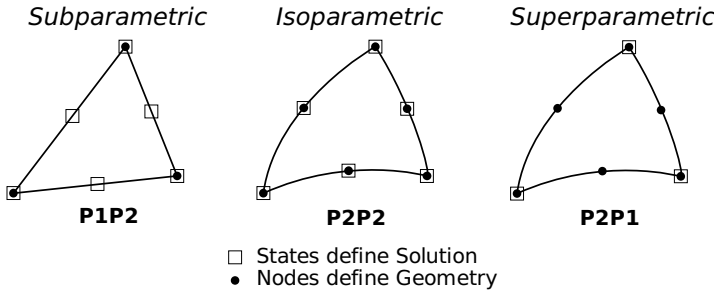 Subparametric
Isoparametric
Superparametric
P1P2
P2P2
P2P1
States define Solution
Nodes define Geometry